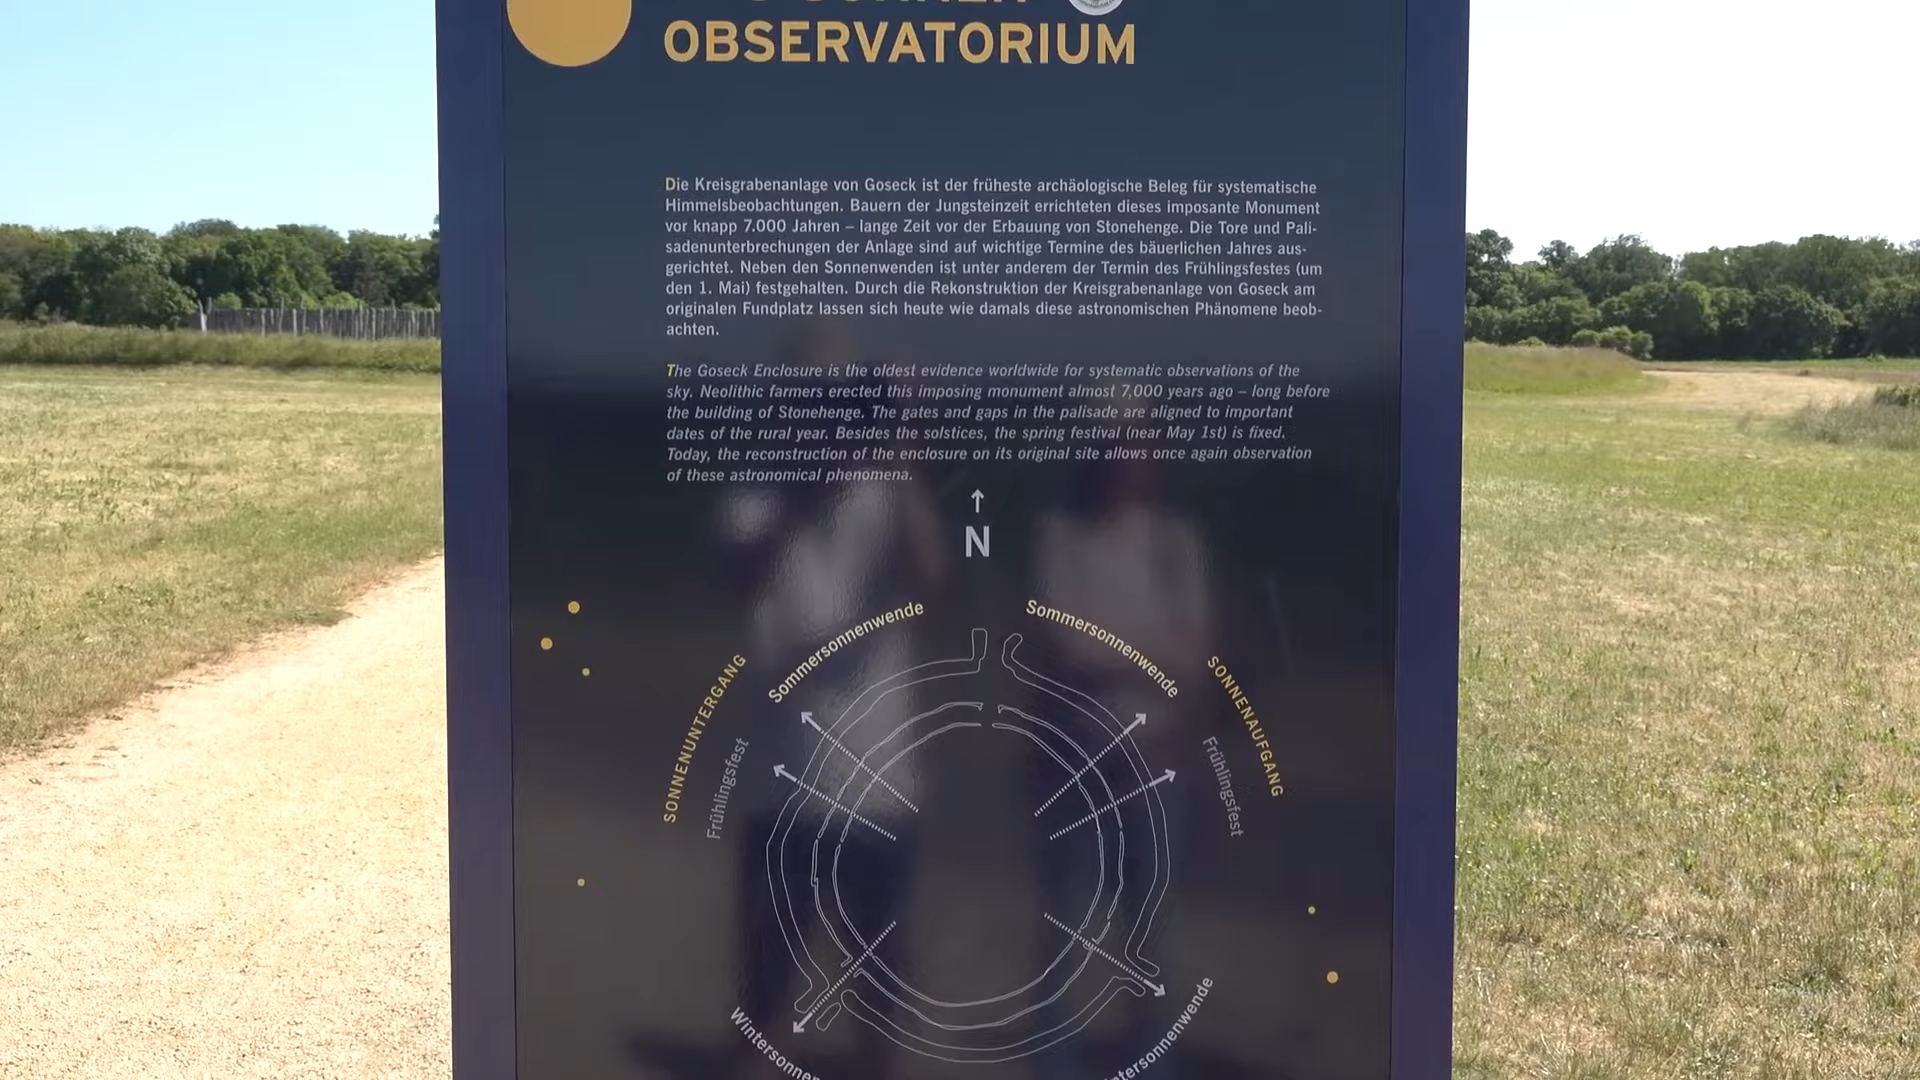 OBSERVATORIUM
Die Kreisgrabenanlage von Goseck ist der früheste archäologische Beleg für systematische
Himmelsbeobachtungen. Bauern der Jungsteinzeit errichteten dieses imposante Monument
vor knapp 7.000 Jahren – lange Zeit vor der Erbauung von Stonehenge. Die Tore und Pali-
sadenunterbrechungen der Anlage sind auf wichtige Termine des bäuerlichen Jahres aus-
gerichtet. Neben den Sonnenwenden ist unter anderem der Termin des Frühlingsfestes (um
den 1. Mai) festgehalten. Durch die Rekonstruktion der Kreisgrabenanlage von Goseck am
originalen Fundplatz lassen sich heute wie damals diese astronomischen Phänomene beob-
achten.
The Goseck Enclosure is the oldest evidence worldwide for systematic observations of the
sky. Neolithic farmers erected this imposing monument almost 7,000 years ago – long before
the building of Stonehenge. The gates and gaps in the palisade are aligned to important
dates of the rural year. Besides the solstices, the spring festival (near May 1st) is fixed.
Today, the reconstruction of the enclosure on its original site allows once again observation
of these astronomical phenomena.
N
Sommersonnenwende
Sommersonnenwende
SONNENUNTERGANG
SONNENAUFGANG
Frühlingsfest
Frühlingsfest
Wintersonnen
ntersonnenwende